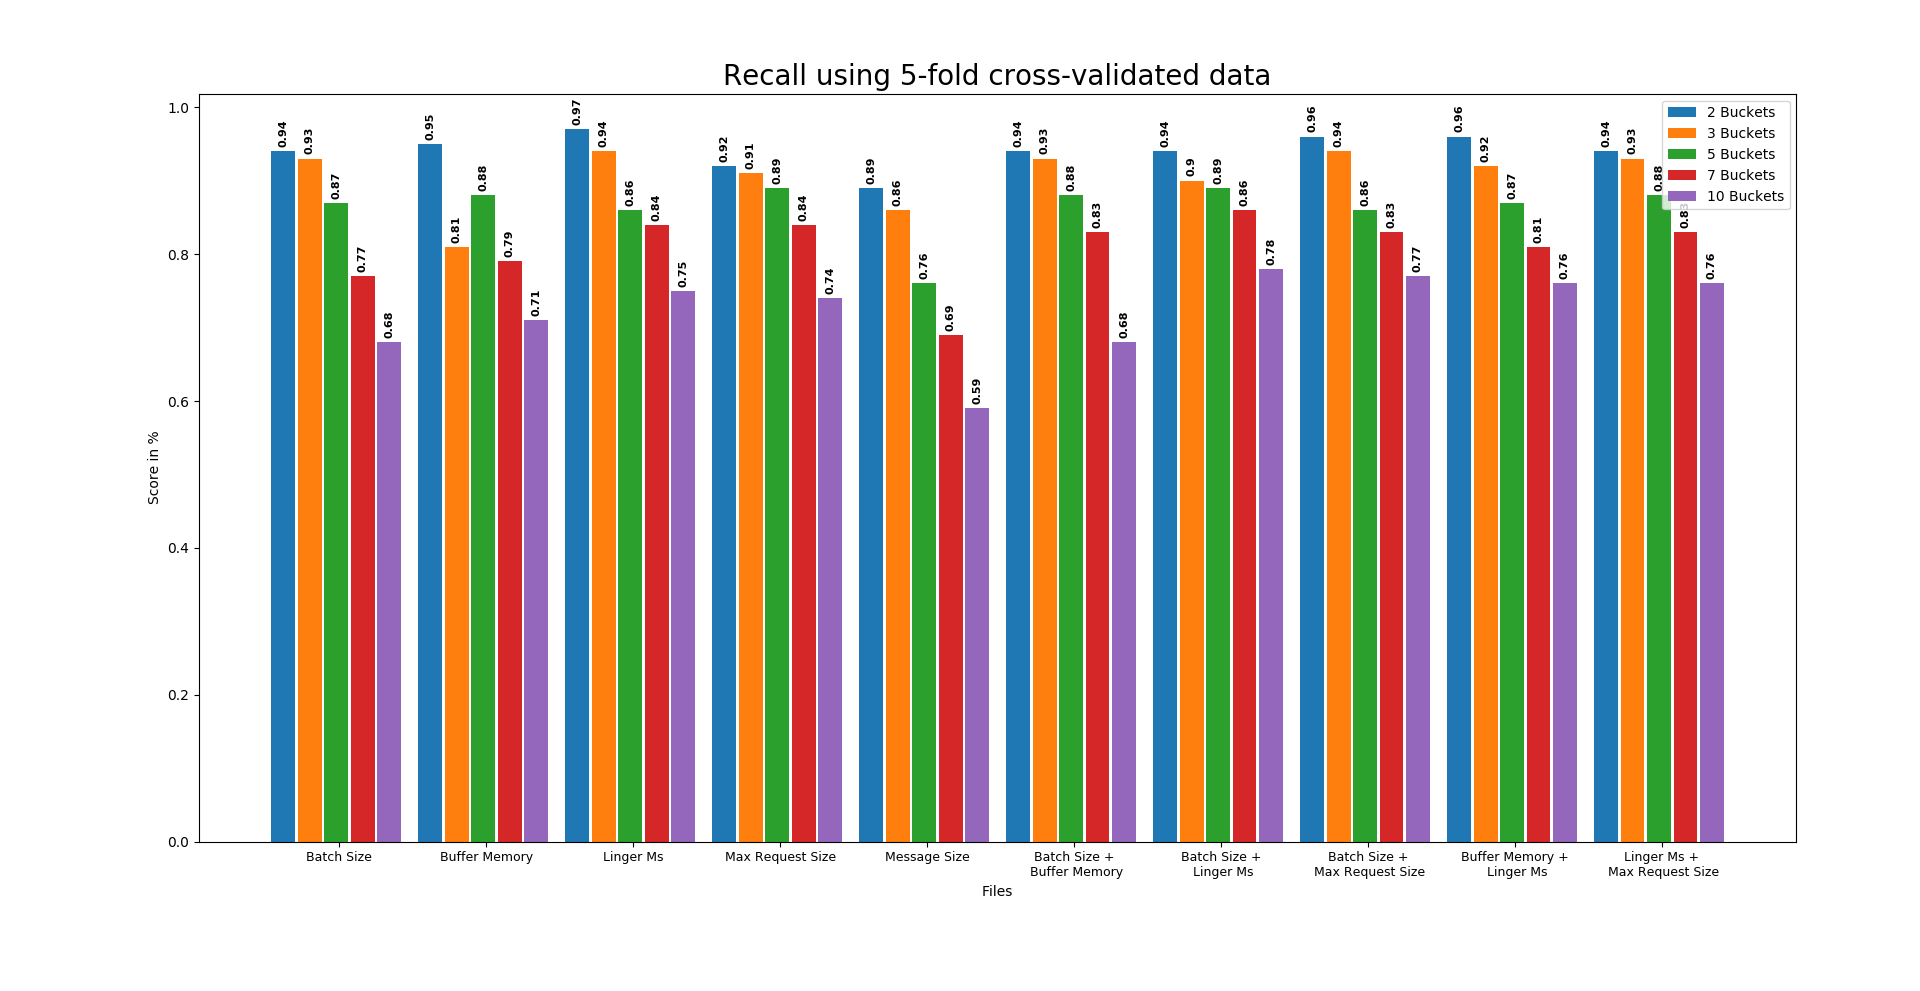 Recall using 5-fold cross-validated data
1.0
0.8
0.6
0.4
0.2
0.0
Score in %
0.94 0.93 0.87 0.77 0.68
0.95 0.81 0.88 0.79 0.71
0.97 0.94 0.86 0.84 0.75
0.92 0.91 0.89 0.84 0.74
0.89 0.86 0.76 0.69 0.59
0.94 0.93 0.88 0.83 0.68
0.94 0.9 0.89 0.86 0.78
0.96 0.94 0.86 0.83 0.77
0.96 0.92 0.87 0.81 0.76
0.94 0.93 0.88 0.83 0.76
2 Buckets
3 Buckets
5 Buckets
7 Buckets
10 Buckets
Batch Size
Buffer Memory
Linger Ms
Max Request Size
Message Size
Batch Size +
Buffer Memory
Batch Size +
Linger Ms
Batch Size +
Max Request Size
Buffer Memory +
Linger Ms
Linger Ms +
Max Request Size
Files